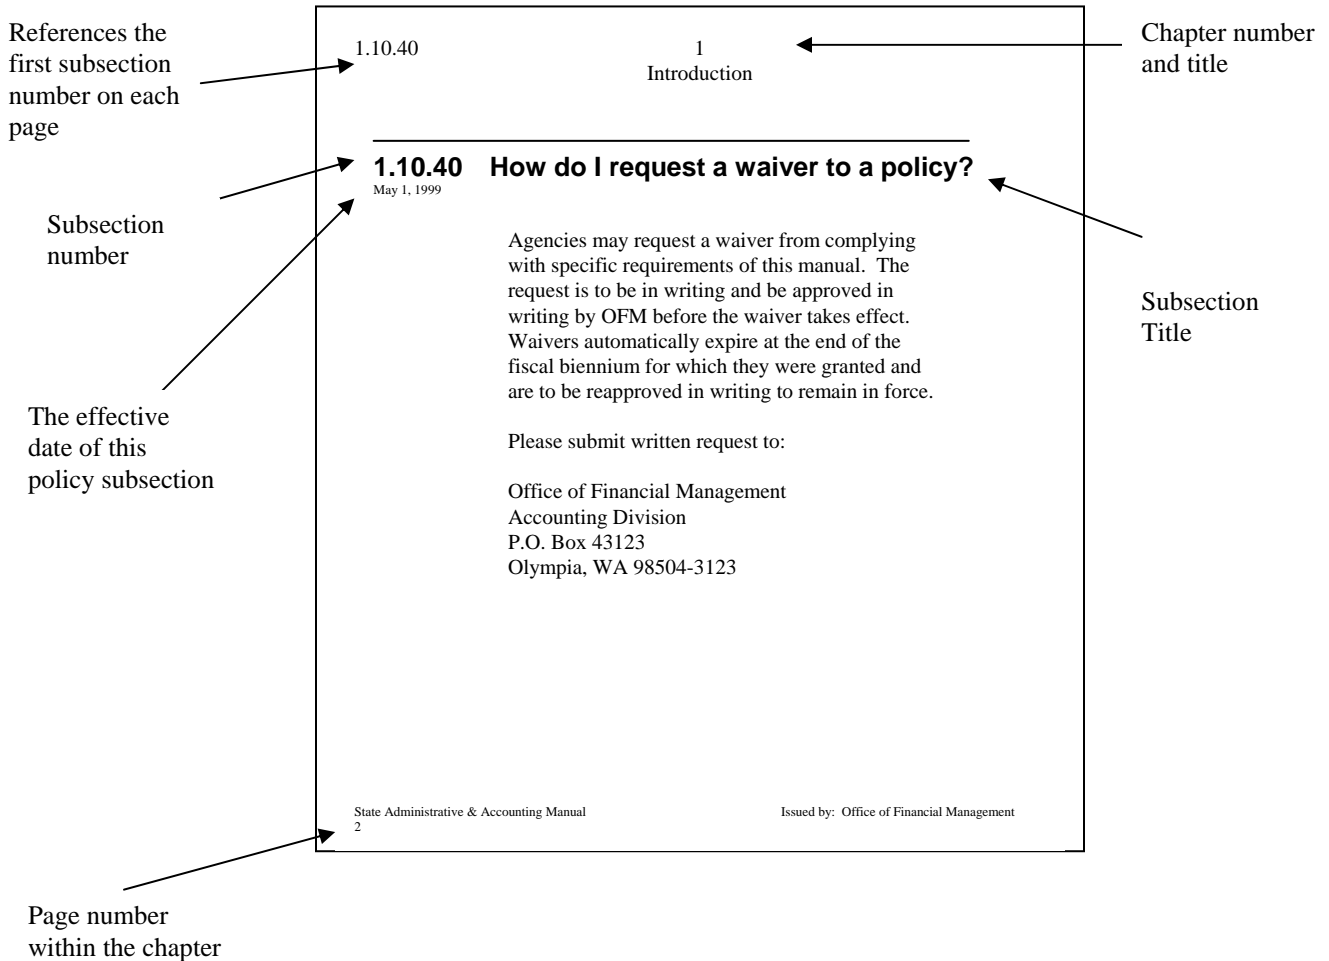 References the
first subsection
number on each
page
1.10.40
1
Introduction
Chapter number
and title
1.10.40 How do I request a waiver to a policy?
May 1, 1999
Subsection
number
Agencies may request a waiver from complying
with specific requirements of this manual.  The
request is to be in writing and be approved in
writing by OFM before the waiver takes effect.
Waivers automatically expire at the end of the
fiscal biennium for which they were granted and
are to be reapproved in writing to remain in force.
Subsection
Title
The effective
date of this
policy subsection
Please submit written request to:
Office of Financial Management
Accounting Division
P.O. Box 43123
Olympia, WA 98504-3123
State Administrative & Accounting Manual
2
Issued by:  Office of Financial Management
Page number
within the chapter